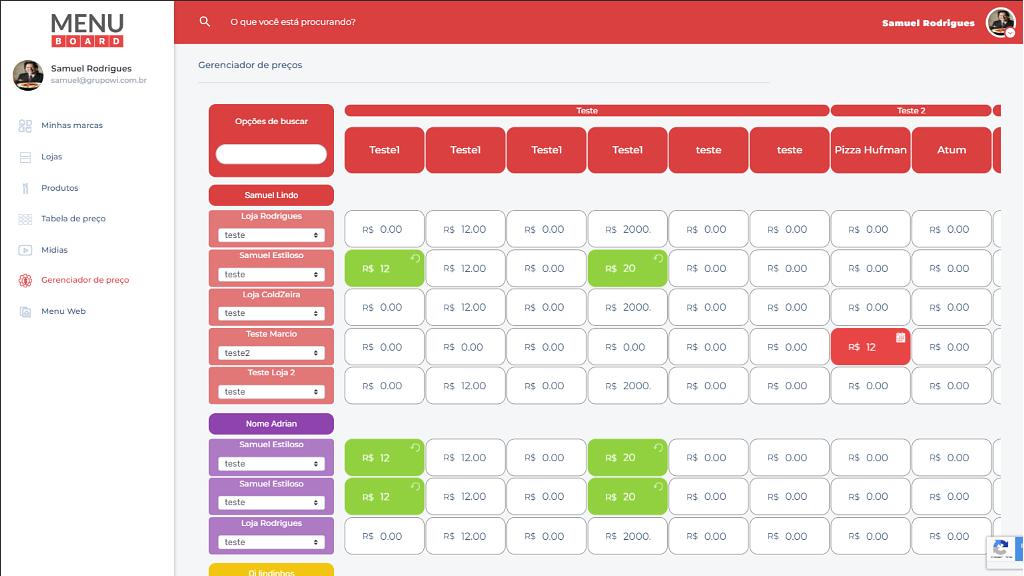 MENU
BOARD
O que você está procurando?
Samuel Rodrigues
Samuel Rodrigues
samuel@grupowi.com.br
Minhas marcas
Lojas
Produtos
Tabela de preço
Mídias
Gerenciador de preço
Menu Web
Gerenciador de preços
Opções de buscar
Teste Teste 2
Teste1 Teste1 Teste1 Teste1 teste teste Pizza Hufman Atum
Samuel Lindo
Loja Rodrigues
teste
R$ 0.00 R$ 12.00 R$ 0.00 R$ 2000. R$ 0.00 R$ 0.00 R$ 0.00 R$ 0.00
Samuel Estiloso
teste
R$ 12 R$ 12.00 R$ 0.00 R$ 20 R$ 0.00 R$ 0.00 R$ 0.00 R$ 0.00
Loja ColdZeira
teste
R$ 0.00 R$ 12.00 R$ 0.00 R$ 2000. R$ 0.00 R$ 0.00 R$ 0.00 R$ 0.00
Teste Marcio
teste2
R$ 0.00 R$ 0.00 R$ 0.00 R$ 0.00 R$ 0.00 R$ 0.00 R$ 12 R$ 0.00
Teste Loja 2
teste
R$ 0.00 R$ 12.00 R$ 0.00 R$ 2000. R$ 0.00 R$ 0.00 R$ 0.00 R$ 0.00
Nome Adrian
Samuel Estiloso
teste
R$ 12 R$ 12.00 R$ 0.00 R$ 20 R$ 0.00 R$ 0.00 R$ 0.00 R$ 0.00
Samuel Estiloso
teste
R$ 12 R$ 12.00 R$ 0.00 R$ 20 R$ 0.00 R$ 0.00 R$ 0.00 R$ 0.00
Loja Rodrigues
teste
R$ 0.00 R$ 12.00 R$ 0.00 R$ 2000. R$ 0.00 R$ 0.00 R$ 0.00 R$ 0.00